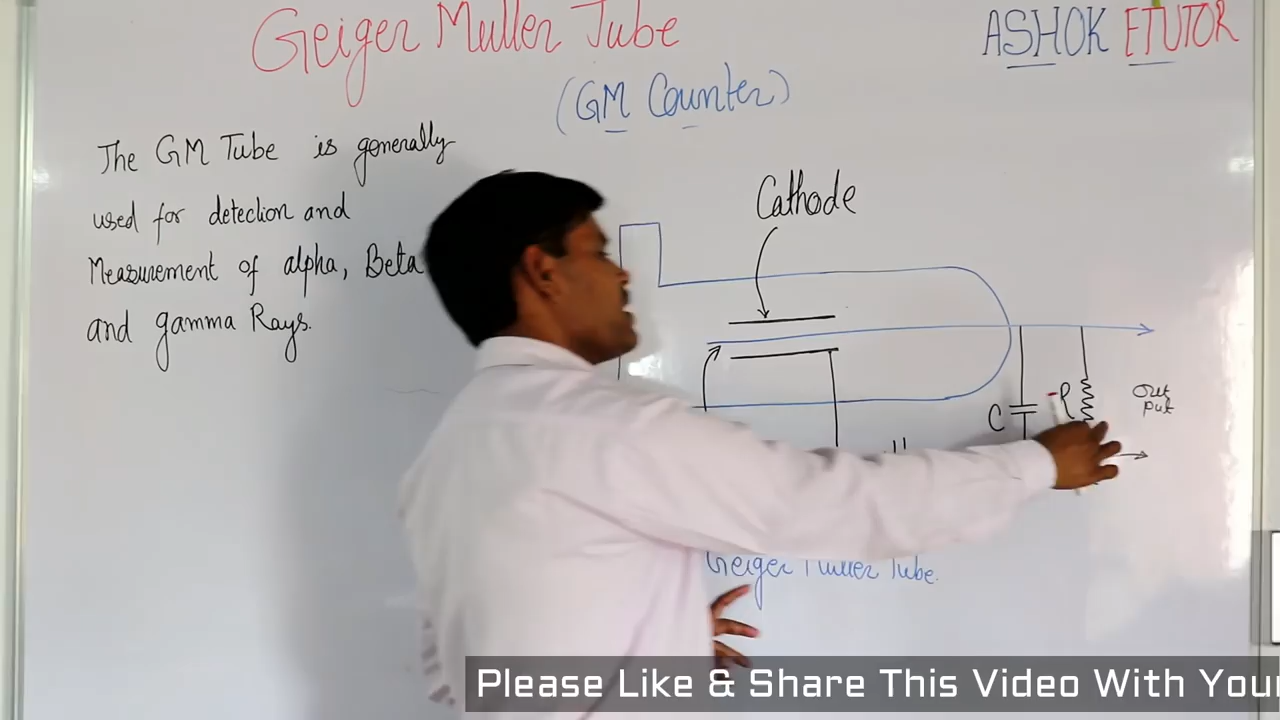 Geiger Muller Tube
ASHOK ETUTOR
(GM Counter)
The GM Tube is generally
used for detection and
Measurement of alpha, Beta
and gamma Rays.
Cathode
C
R
Out
Put
Geiger Muller Tube.
Please Like & Share This Video With Your